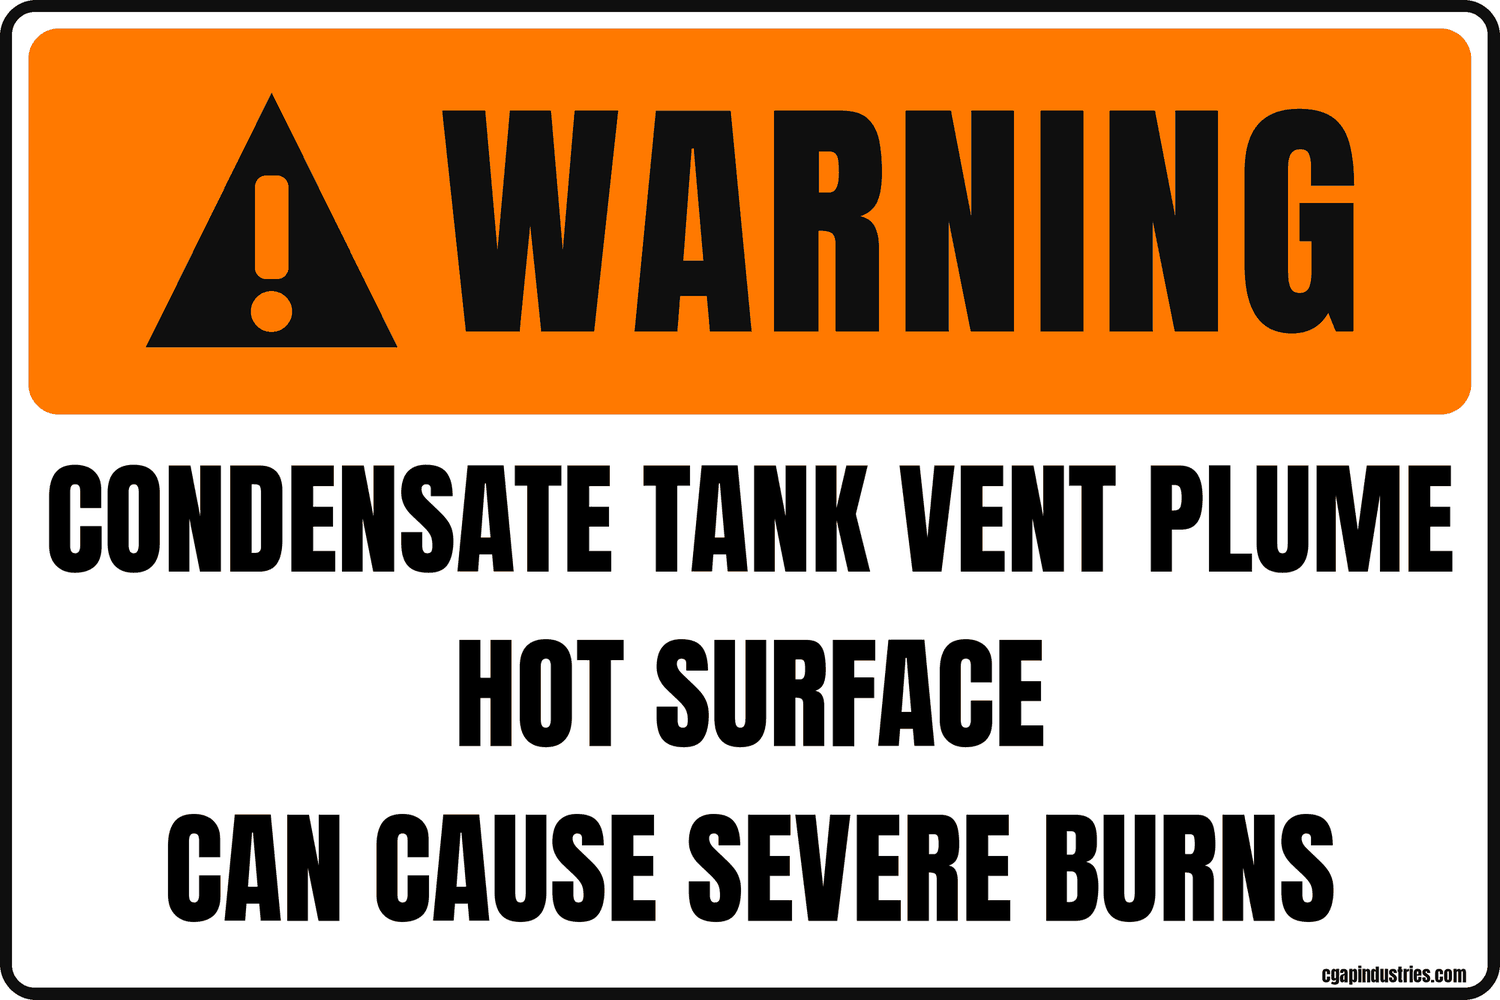 WARNING
CONDENSATE TANK VENT PLUME
HOT SURFACE
CAN CAUSE SEVERE BURNS
cgapindustries.com